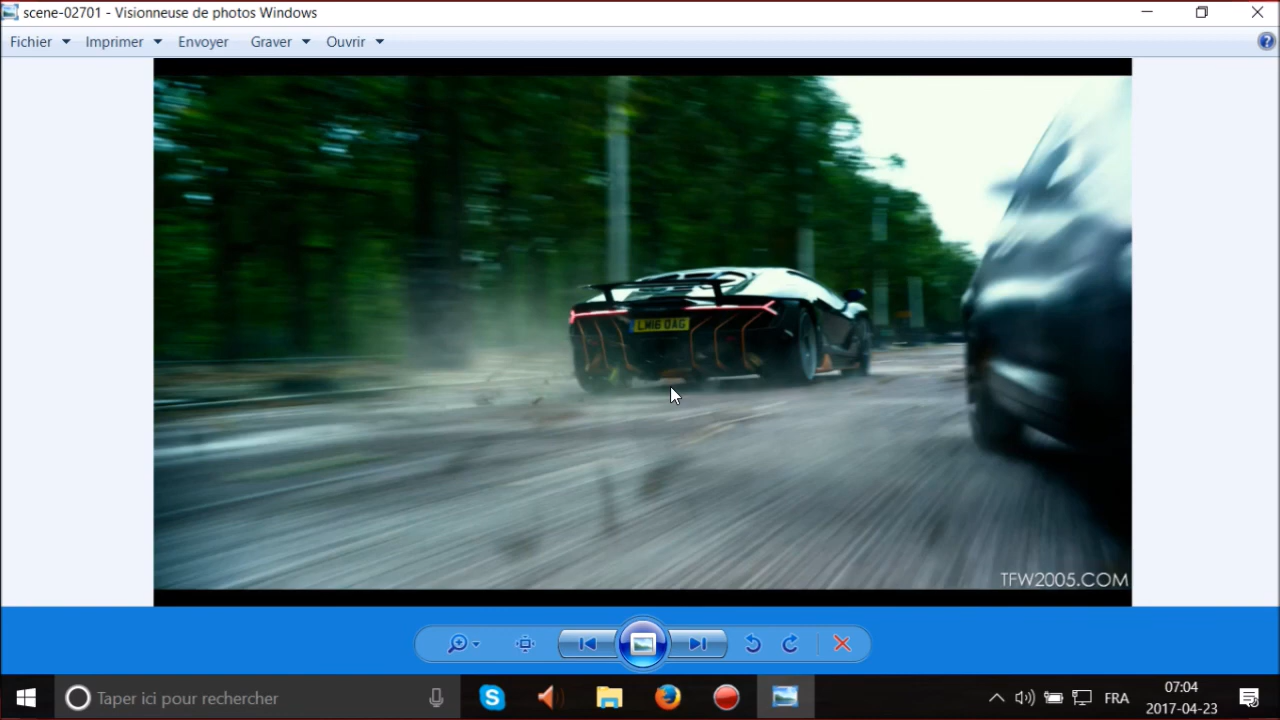 scene-02701 - Visionneuse de photos Windows
Fichier Imprimer Envoyer Graver Ouvrir
LM16 OAG
TFW2005.COM
Taper ici pour rechercher
FRA
07:04
2017-04-23